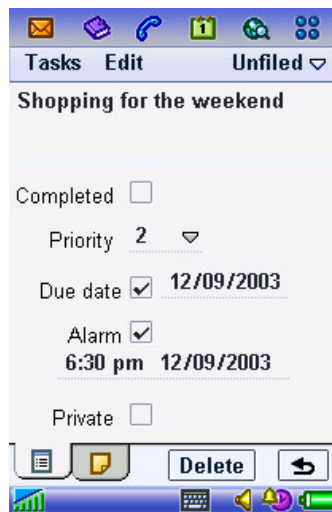 1
Tasks Edit Unfiled
Shopping for the weekend
Completed
Priority 2
Due date 12/09/2003
Alarm
6:30 pm 12/09/2003
Private
Delete